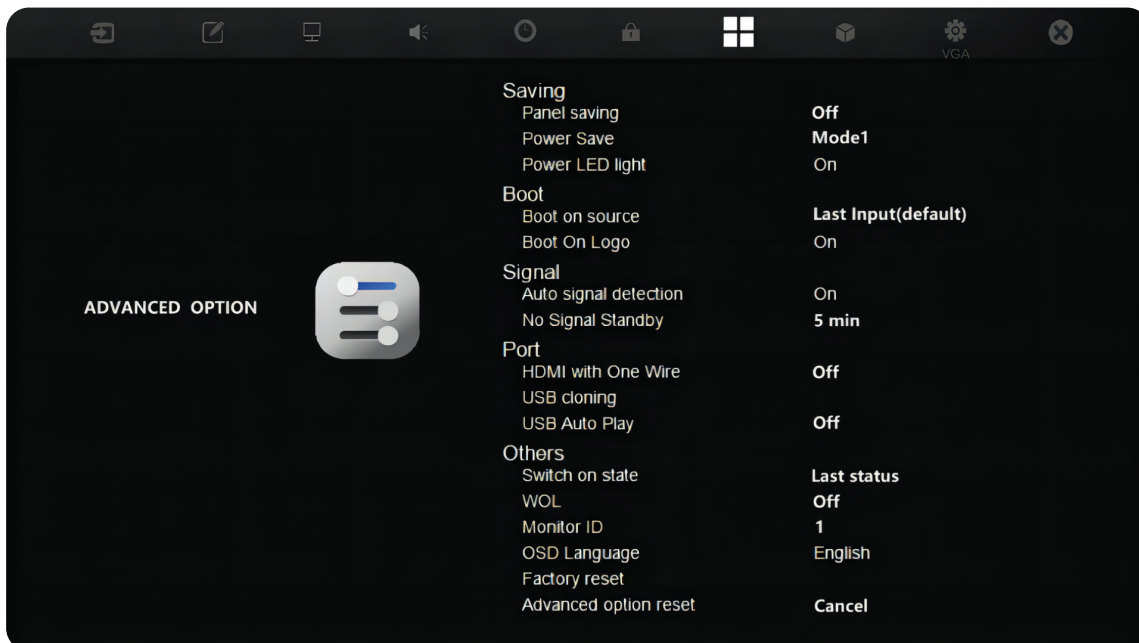 VGA
Saving
Panel saving Off
Power Save Mode1
Power LED light On
Boot
Boot on source Last Input(default)
Boot On Logo On
Signal
Auto signal detection On
ADVANCED OPTION
No Signal Standby 5 min
Port
HDMI with One Wire Off
USB cloning
USB Auto Play Off
Others
Switch on state Last status
WOL Off
Monitor ID 1
OSD Language English
Factory reset
Advanced option reset Cancel